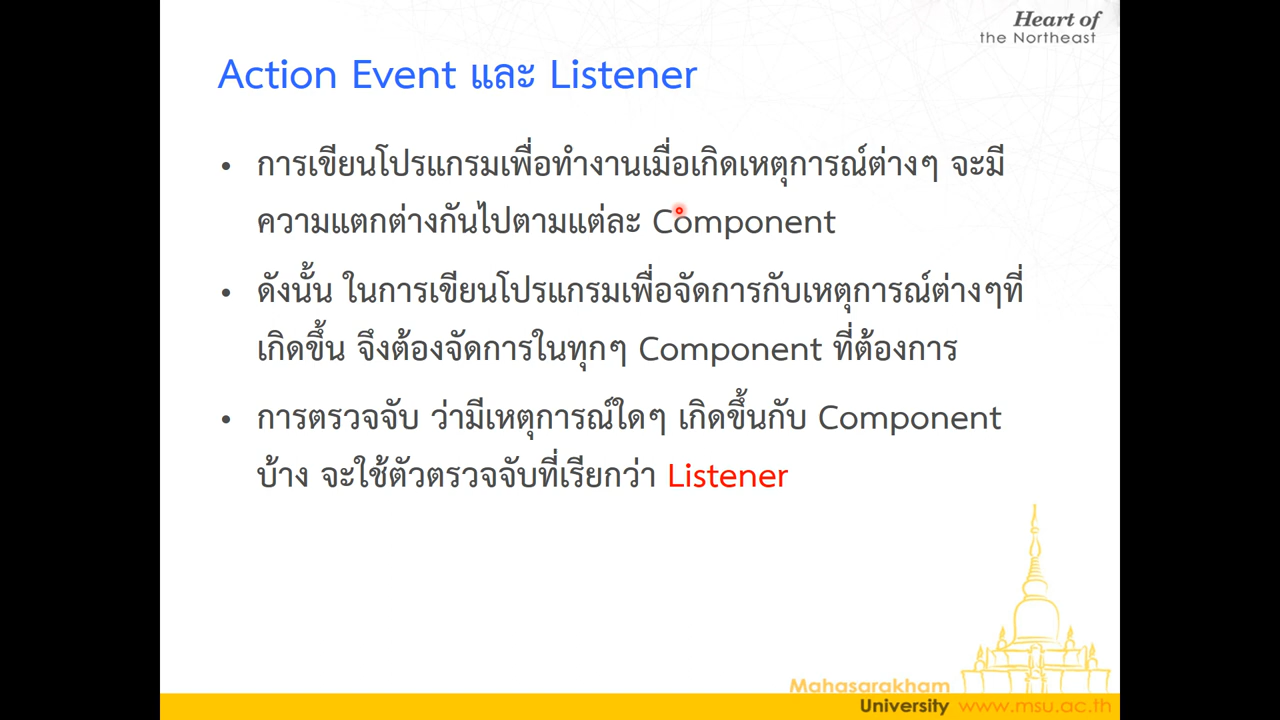 Heart of
the Northeast
Action Event และ Listener
• การเขียนโปรแกรมเพื่อทำงานเมื่อเกิดเหตุการณ์ต่างๆ จะมี
ความแตกต่างกันไปตามแต่ละ Component
• ดังนั้น ในการเขียนโปรแกรมเพื่อจัดการกับเหตุการณ์ต่างๆที่
เกิดขึ้น จึงต้องจัดการในทุกๆ Component ที่ต้องการ
• การตรวจจับ ว่ามีเหตุการณ์ใดๆ เกิดขึ้นกับ Component
บ้าง จะใช้ตัวตรวจจับที่เรียกว่า Listener
Mahasarakham
University www.msu.ac.th